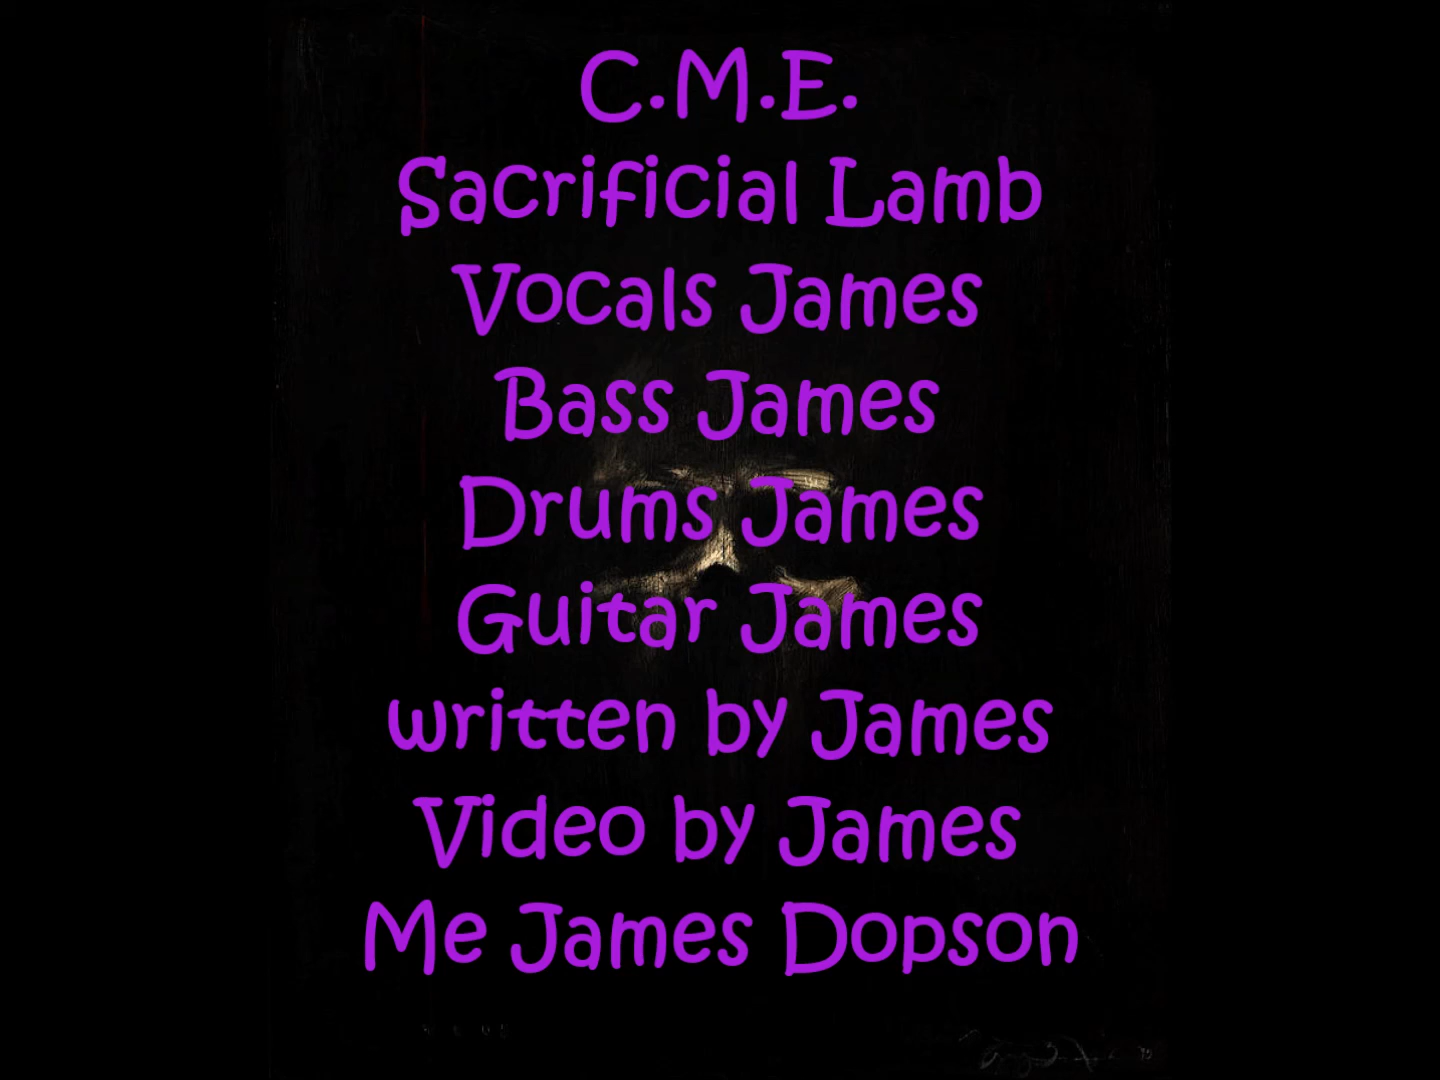 C.M.E.
Sacrificial Lamb
Vocals James
Bass James
Drums James
Guitar James
written by James
Video by James
Me James Dopson